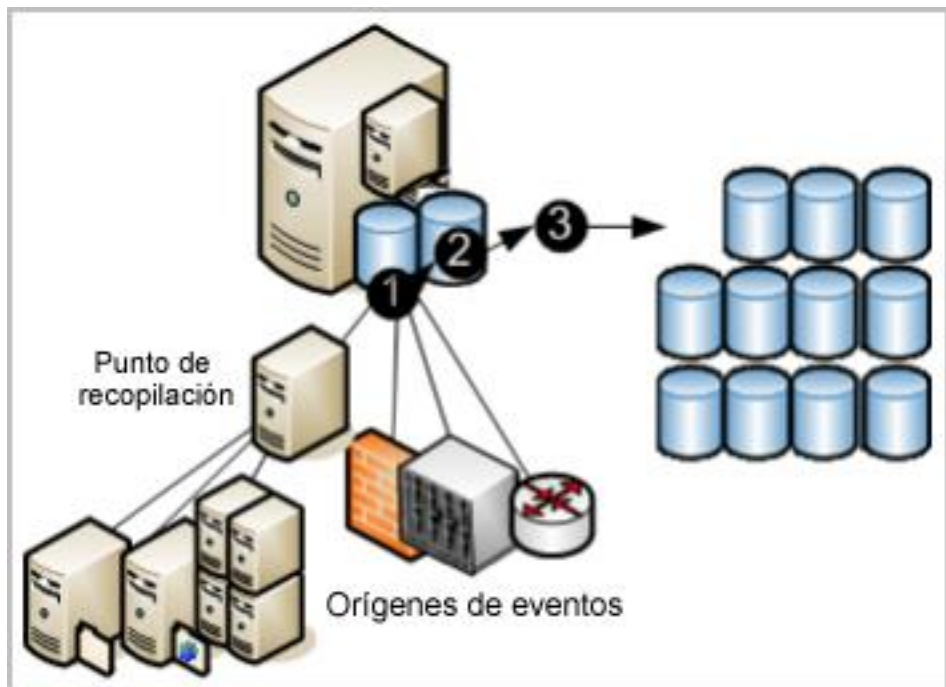 3
2
1
Punto de
recopilación
Orígenes de eventos